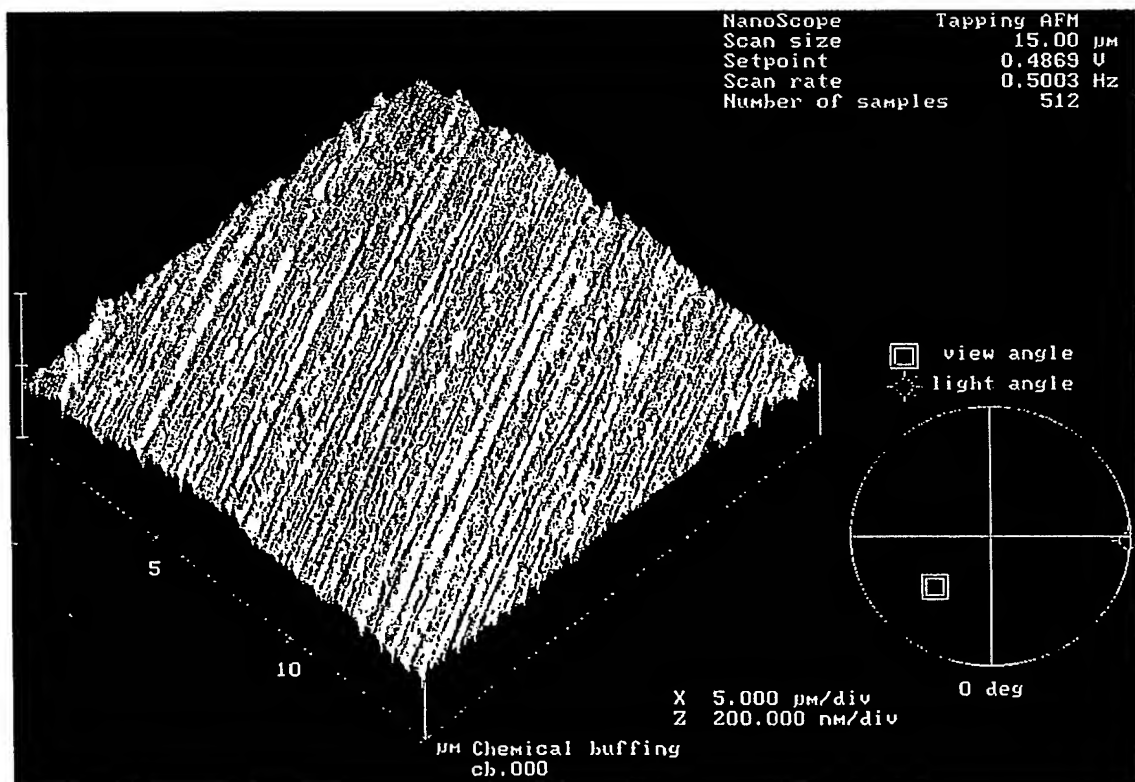 NanoScope Tapping AFM
Scan size 15.00 µm
Setpoint 0.4869 V
Scan rate 0.5003 Hz
Number of samples 512
view angle
light angle
5
10
0 deg
X 5.000 µm/div
Z 200.000 nm/div
µm Chemical buffing
cb.000